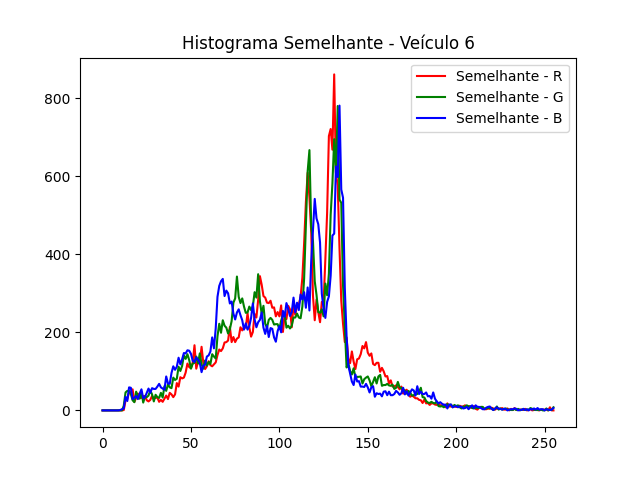 Histograma Semelhante - Veículo 6
Semelhante - R
Semelhante - G
Semelhante - B
800
600
400
200
0
0 50 100 150 200 250